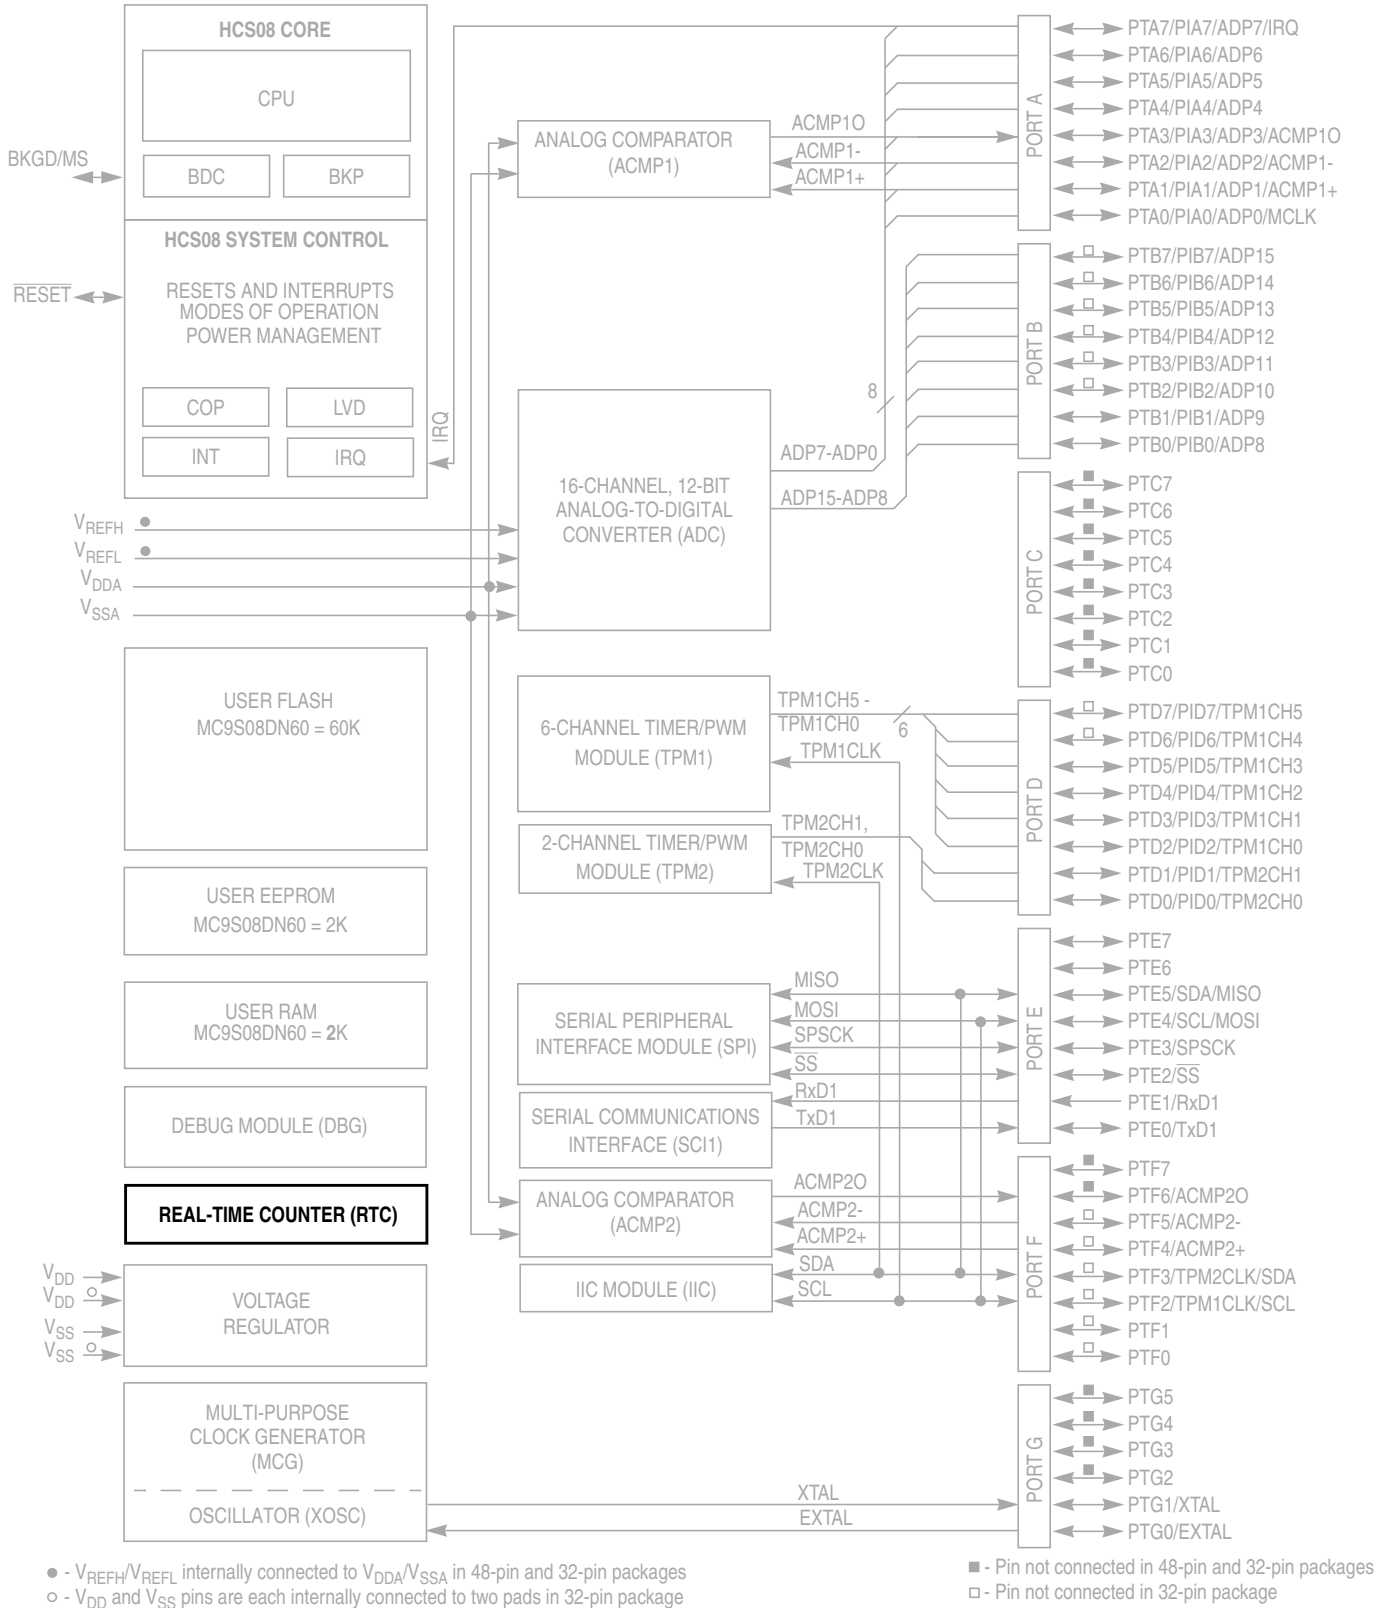 HCS08 CORE
CPU
BDC
BKP
BKGD/MS
HCS08 SYSTEM CONTROL
RESETS AND INTERRUPTS
MODES OF OPERATION
POWER MANAGEMENT
RESET
COP
LVD
INT
IRQ
IRQ
VREFH
VREFL
VDDA
VSSA
USER FLASH
MC9S08DN60 = 60K
USER EEPROM
MC9S08DN60 = 2K
USER RAM
MC9S08DN60 = 2K
DEBUG MODULE (DBG)
REAL-TIME COUNTER (RTC)
VDD
VDD
VSS
VSS
VOLTAGE
REGULATOR
MULTI-PURPOSE
CLOCK GENERATOR
(MCG)
OSCILLATOR (XOSC)
ANALOG COMPARATOR
(ACMP1)
ACMP1O
ACMP1-
ACMP1+
16-CHANNEL, 12-BIT
ANALOG-TO-DIGITAL
CONVERTER (ADC)
8
ADP7-ADP0
ADP15-ADP8
6-CHANNEL TIMER/PWM
MODULE (TPM1)
TPM1CH5 -
TPM1CH0
6
TPM1CLK
2-CHANNEL TIMER/PWM
MODULE (TPM2)
TPM2CH1,
TPM2CH0
TPM2CLK
SERIAL PERIPHERAL
INTERFACE MODULE (SPI)
MISO
MOSI
SPSCK
SS
SERIAL COMMUNICATIONS
INTERFACE (SCI1)
RxD1
TxD1
ANALOG COMPARATOR
(ACMP2)
ACMP2O
ACMP2-
ACMP2+
IIC MODULE (IIC)
SDA
SCL
XTAL
EXTAL
PORT A
PTA7/PIA7/ADP7/IRQ
PTA6/PIA6/ADP6
PTA5/PIA5/ADP5
PTA4/PIA4/ADP4
PTA3/PIA3/ADP3/ACMP1O
PTA2/PIA2/ADP2/ACMP1-
PTA1/PIA1/ADP1/ACMP1+
PTA0/PIA0/ADP0/MCLK
PORT B
PTB7/PIB7/ADP15
PTB6/PIB6/ADP14
PTB5/PIB5/ADP13
PTB4/PIB4/ADP12
PTB3/PIB3/ADP11
PTB2/PIB2/ADP10
PTB1/PIB1/ADP9
PTB0/PIB0/ADP8
PORT C
PTC7
PTC6
PTC5
PTC4
PTC3
PTC2
PTC1
PTC0
PORT D
PTD7/PID7/TPM1CH5
PTD6/PID6/TPM1CH4
PTD5/PID5/TPM1CH3
PTD4/PID4/TPM1CH2
PTD3/PID3/TPM1CH1
PTD2/PID2/TPM1CH0
PTD1/PID1/TPM2CH1
PTD0/PID0/TPM2CH0
PORT E
PTE7
PTE6
PTE5/SDA/MISO
PTE4/SCL/MOSI
PTE3/SPSCK
PTE2/SS
PTE1/RxD1
PTE0/TxD1
PORT F
PTF7
PTF6/ACMP2O
PTF5/ACMP2-
PTF4/ACMP2+
PTF3/TPM2CLK/SDA
PTF2/TPM1CLK/SCL
PTF1
PTF0
PORT G
PTG5
PTG4
PTG3
PTG2
PTG1/XTAL
PTG0/EXTAL
● - VREFH/VREFL internally connected to VDDA/VSSA in 48-pin and 32-pin packages
○ - VDD and VSS pins are each internally connected to two pads in 32-pin package
■ - Pin not connected in 48-pin and 32-pin packages
□ - Pin not connected in 32-pin package